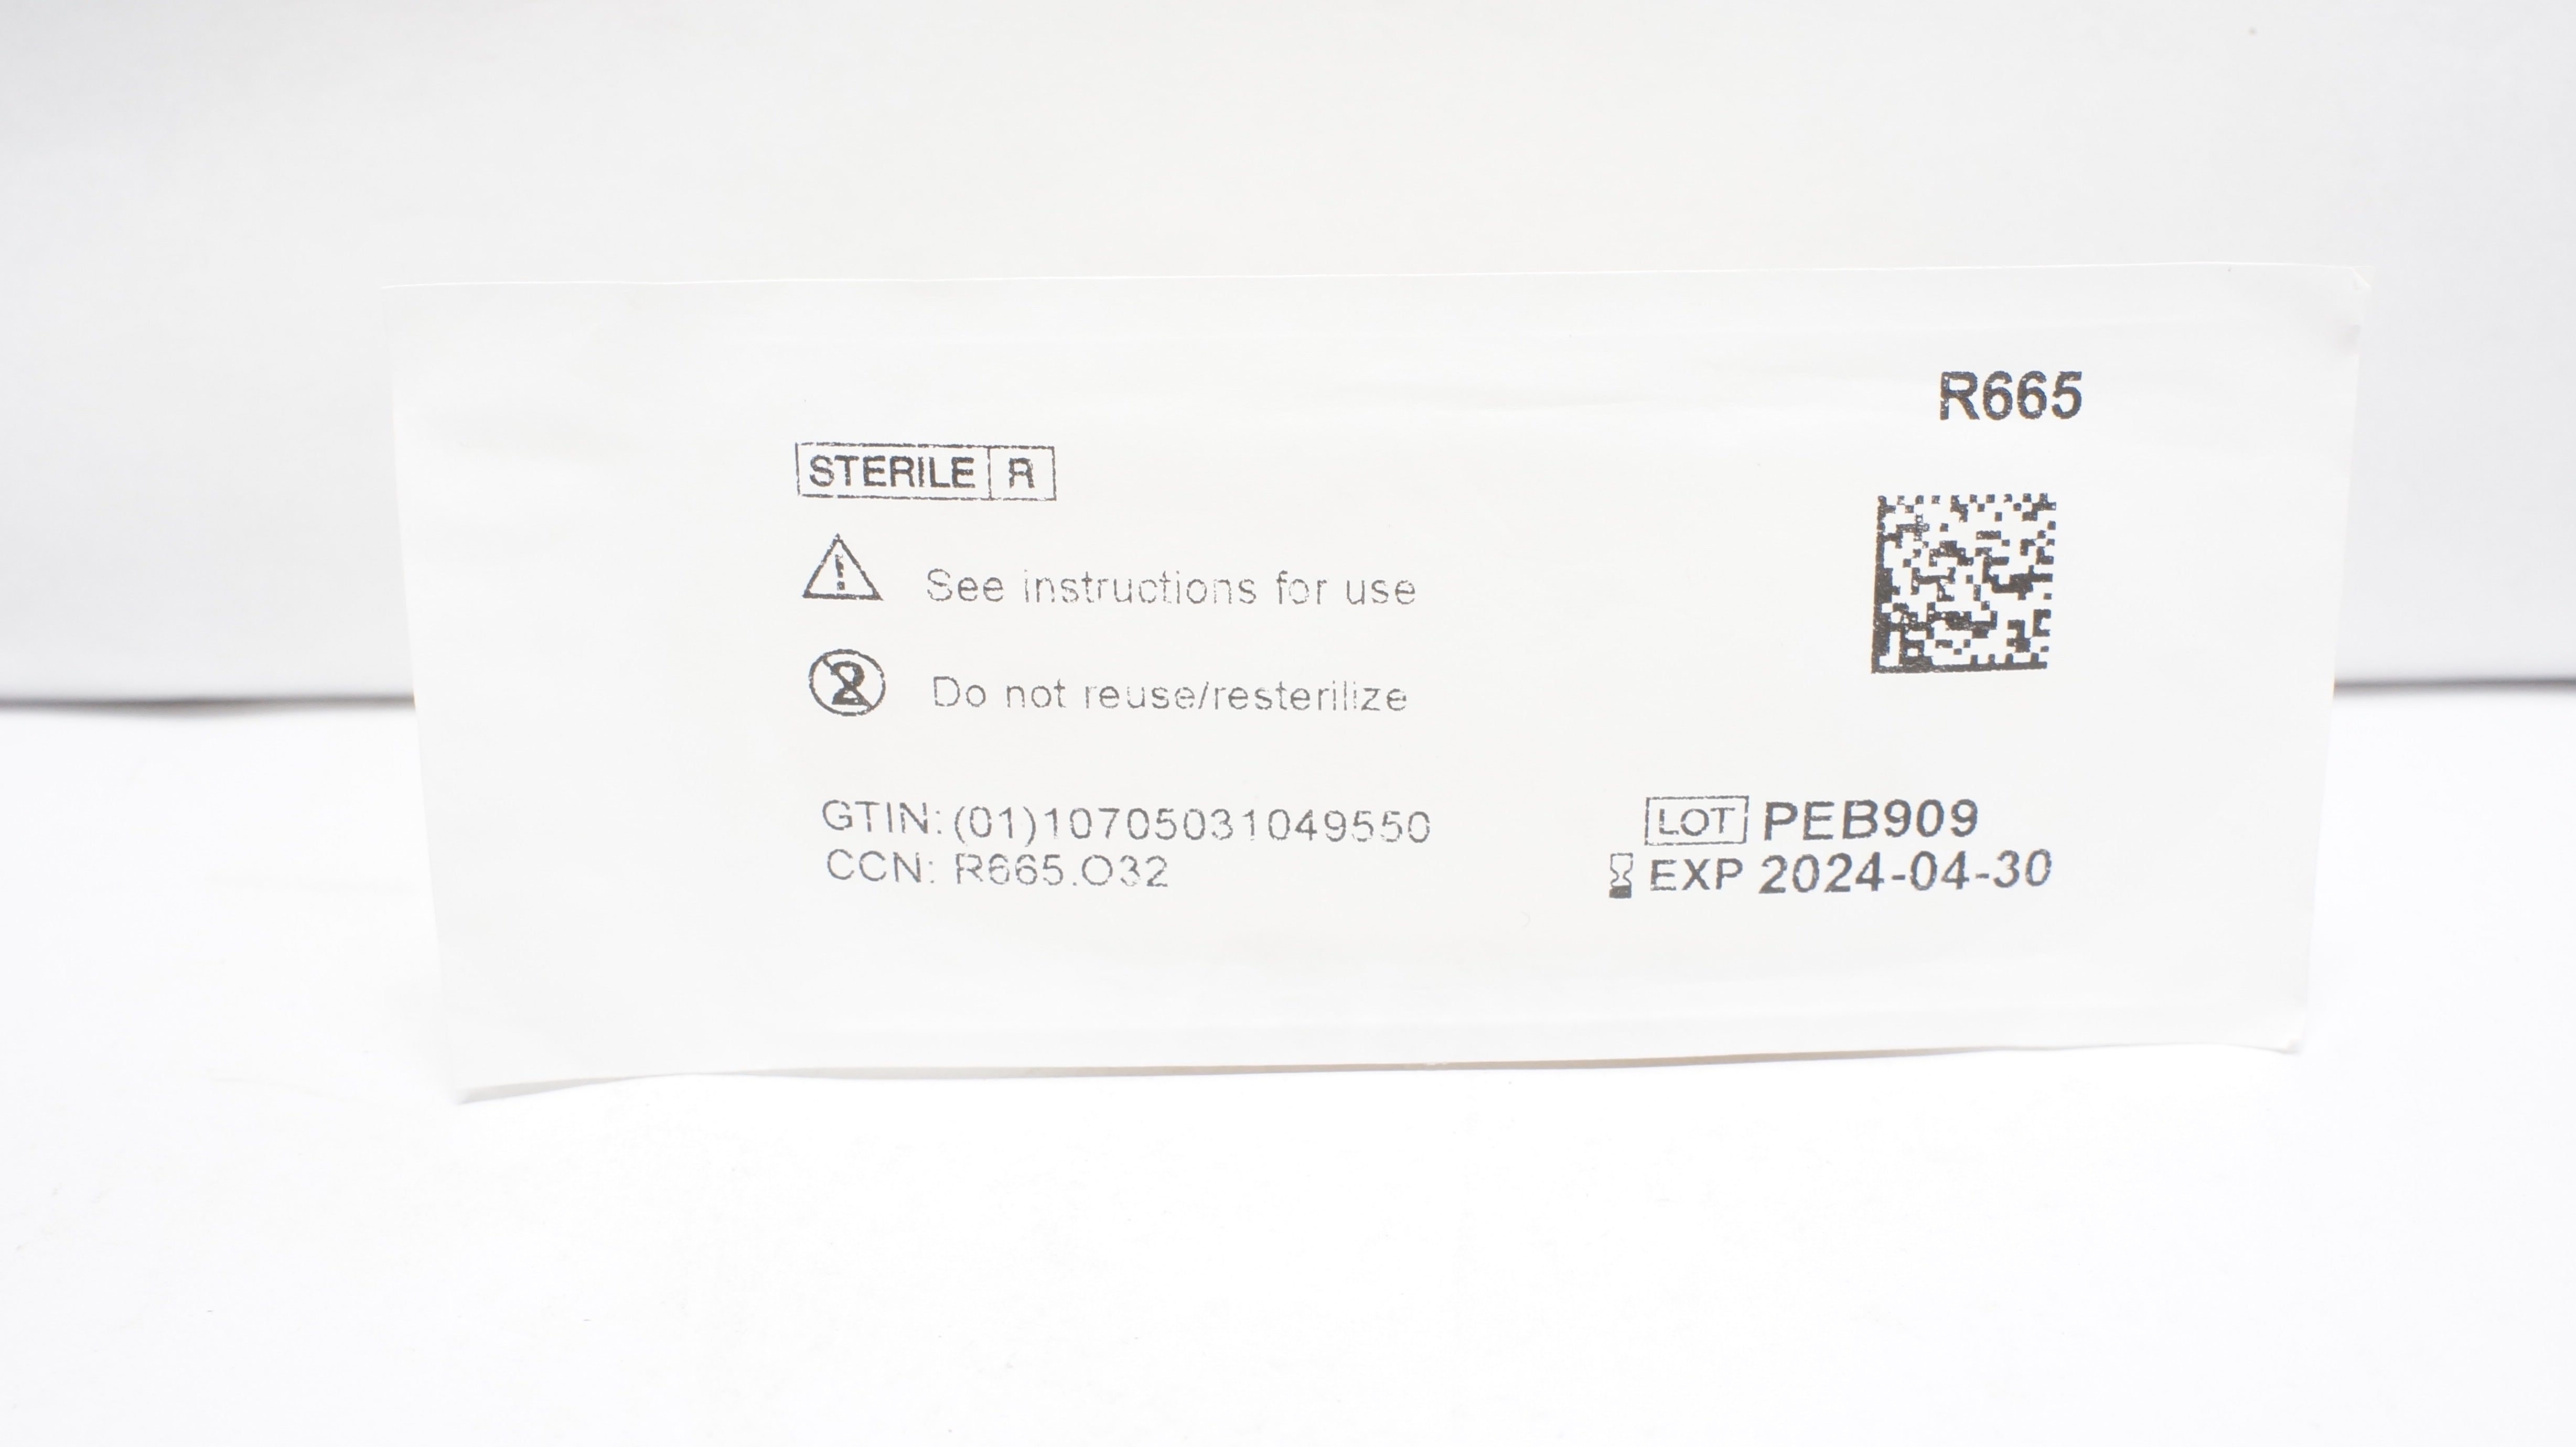 R665
STERILE R
See instructions for use
2 Do not reuse/resterilize
GTIN: (01)10705031049550
CCN: R665.O32
LOT PEB909
EXP 2024-04-30